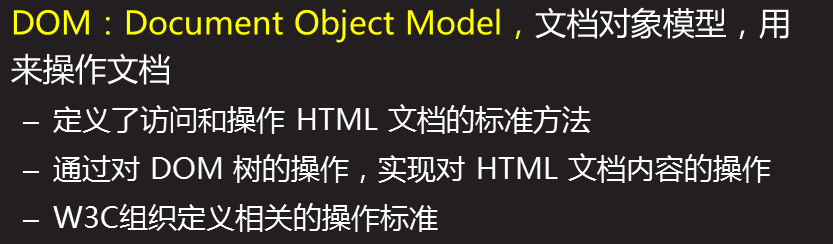 DOM：Document Object Model，文档对象模型，用
来操作文档
– 定义了访问和操作 HTML 文档的标准方法
– 通过对 DOM 树的操作，实现对 HTML 文档内容的操作
– W3C组织定义相关的操作标准